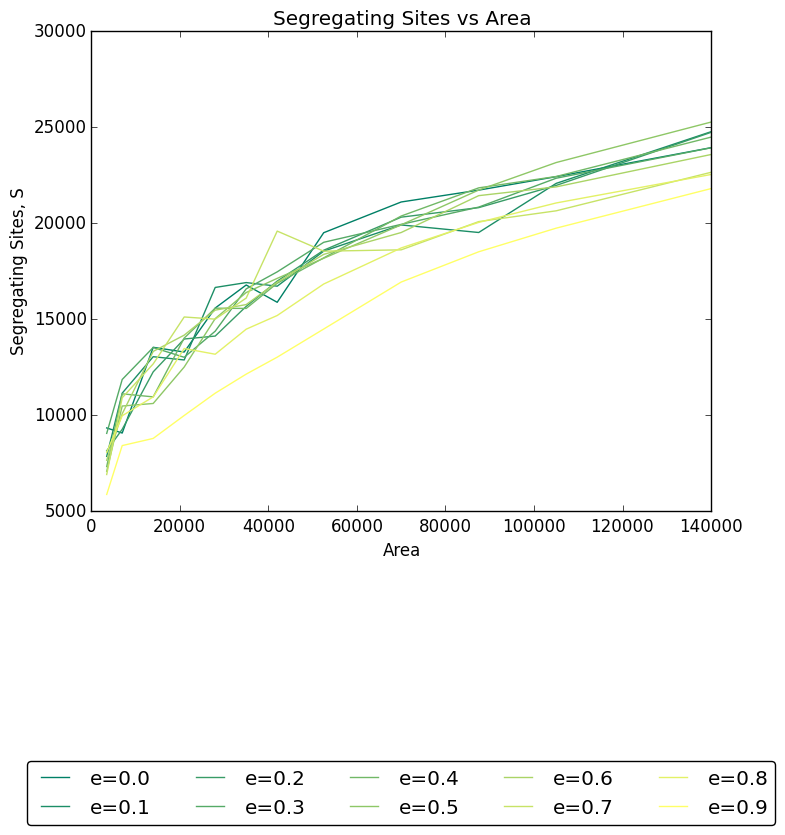 Segregating Sites vs Area
30000
25000
20000
15000
10000
5000
Segregating Sites, S
0 20000 40000 60000 80000 100000 120000 140000
Area
e=0.0 e=0.2 e=0.4 e=0.6 e=0.8
e=0.1 e=0.3 e=0.5 e=0.7 e=0.9